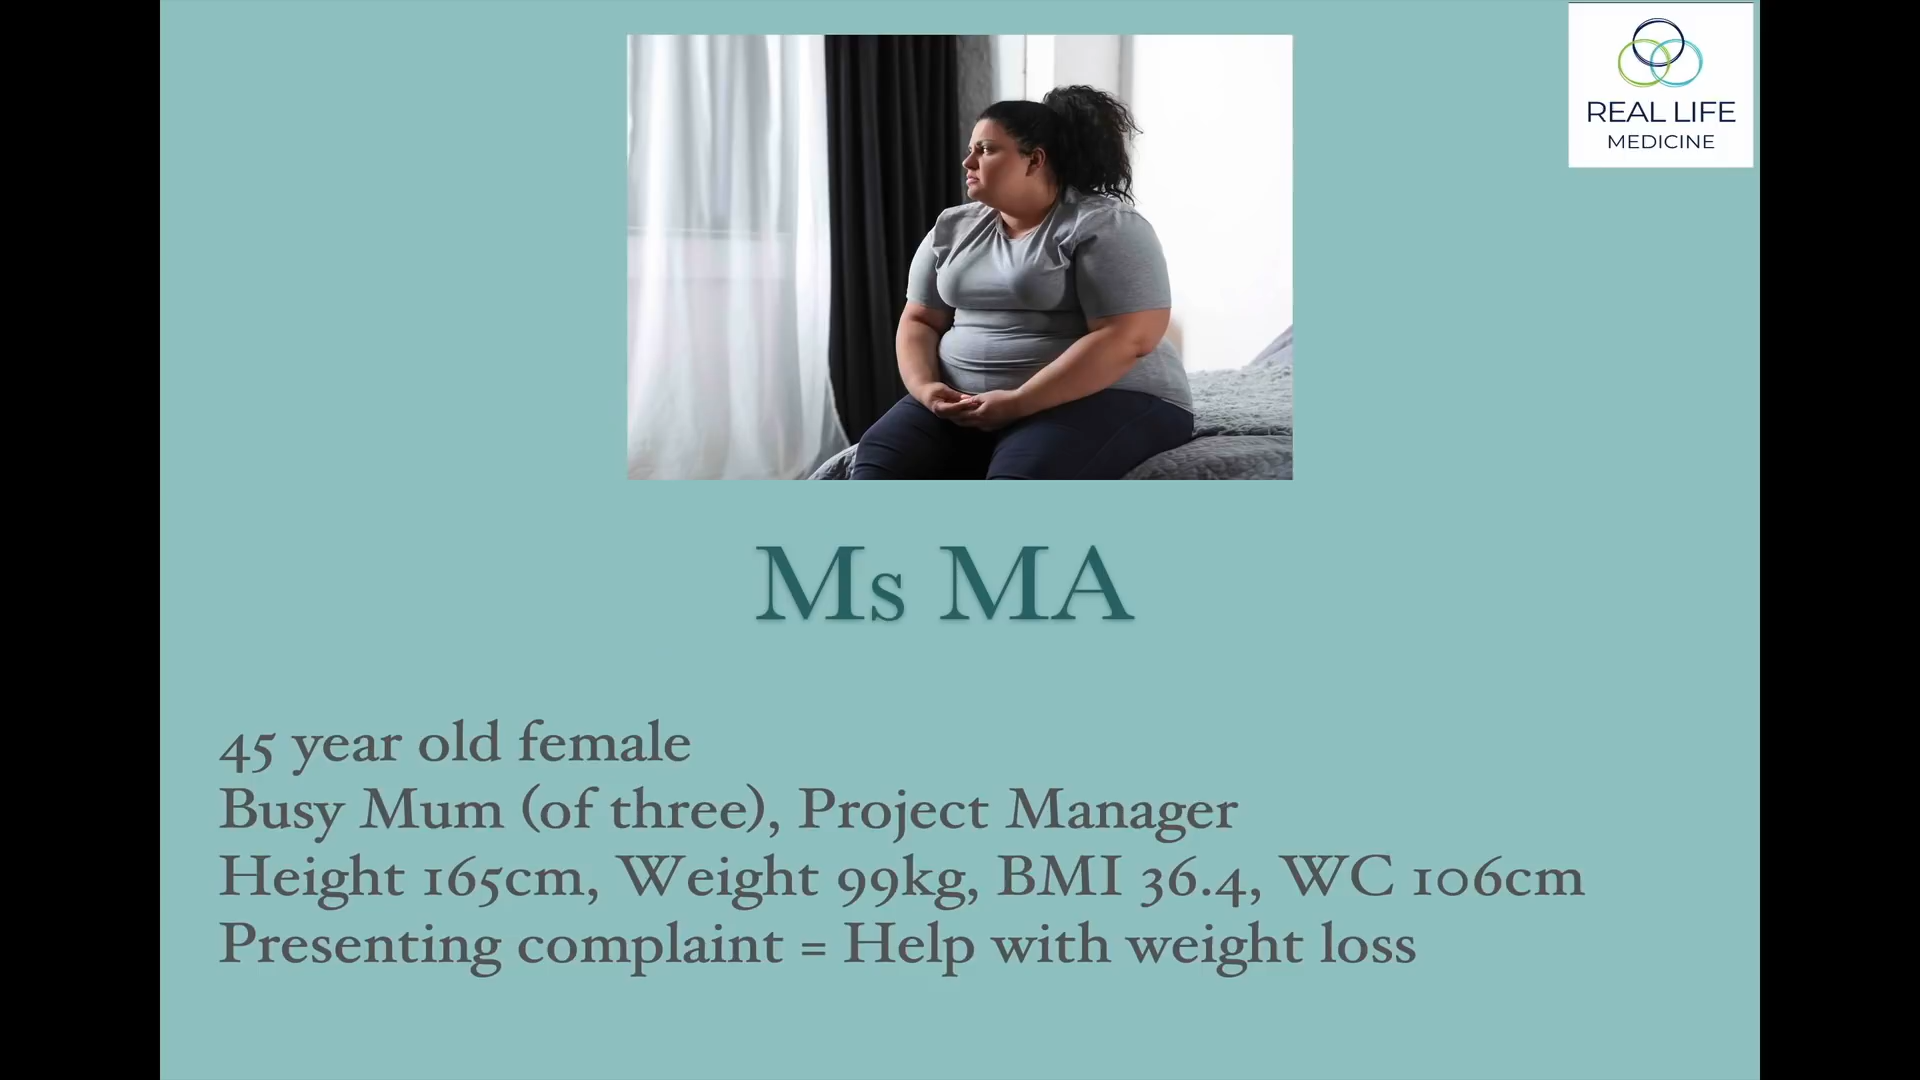 REAL LIFE
MEDICINE
Ms MA
45 year old female
Busy Mum (of three), Project Manager
Height 165cm, Weight 99kg, BMI 36.4, WC 106cm
Presenting complaint = Help with weight loss